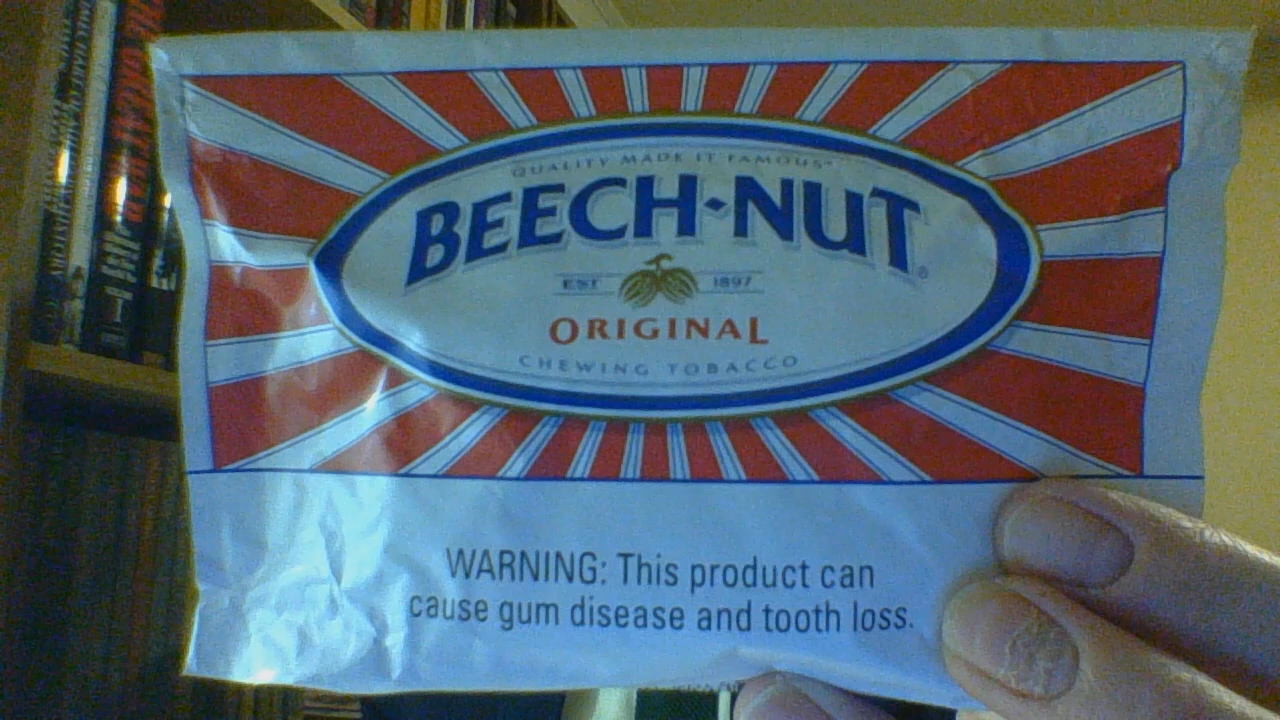 QUALITY MADE IT FAMOUS
BEECH·NUT®
EST 1897
ORIGINAL
CHEWING TOBACCO
WARNING: This product can
cause gum disease and tooth loss.